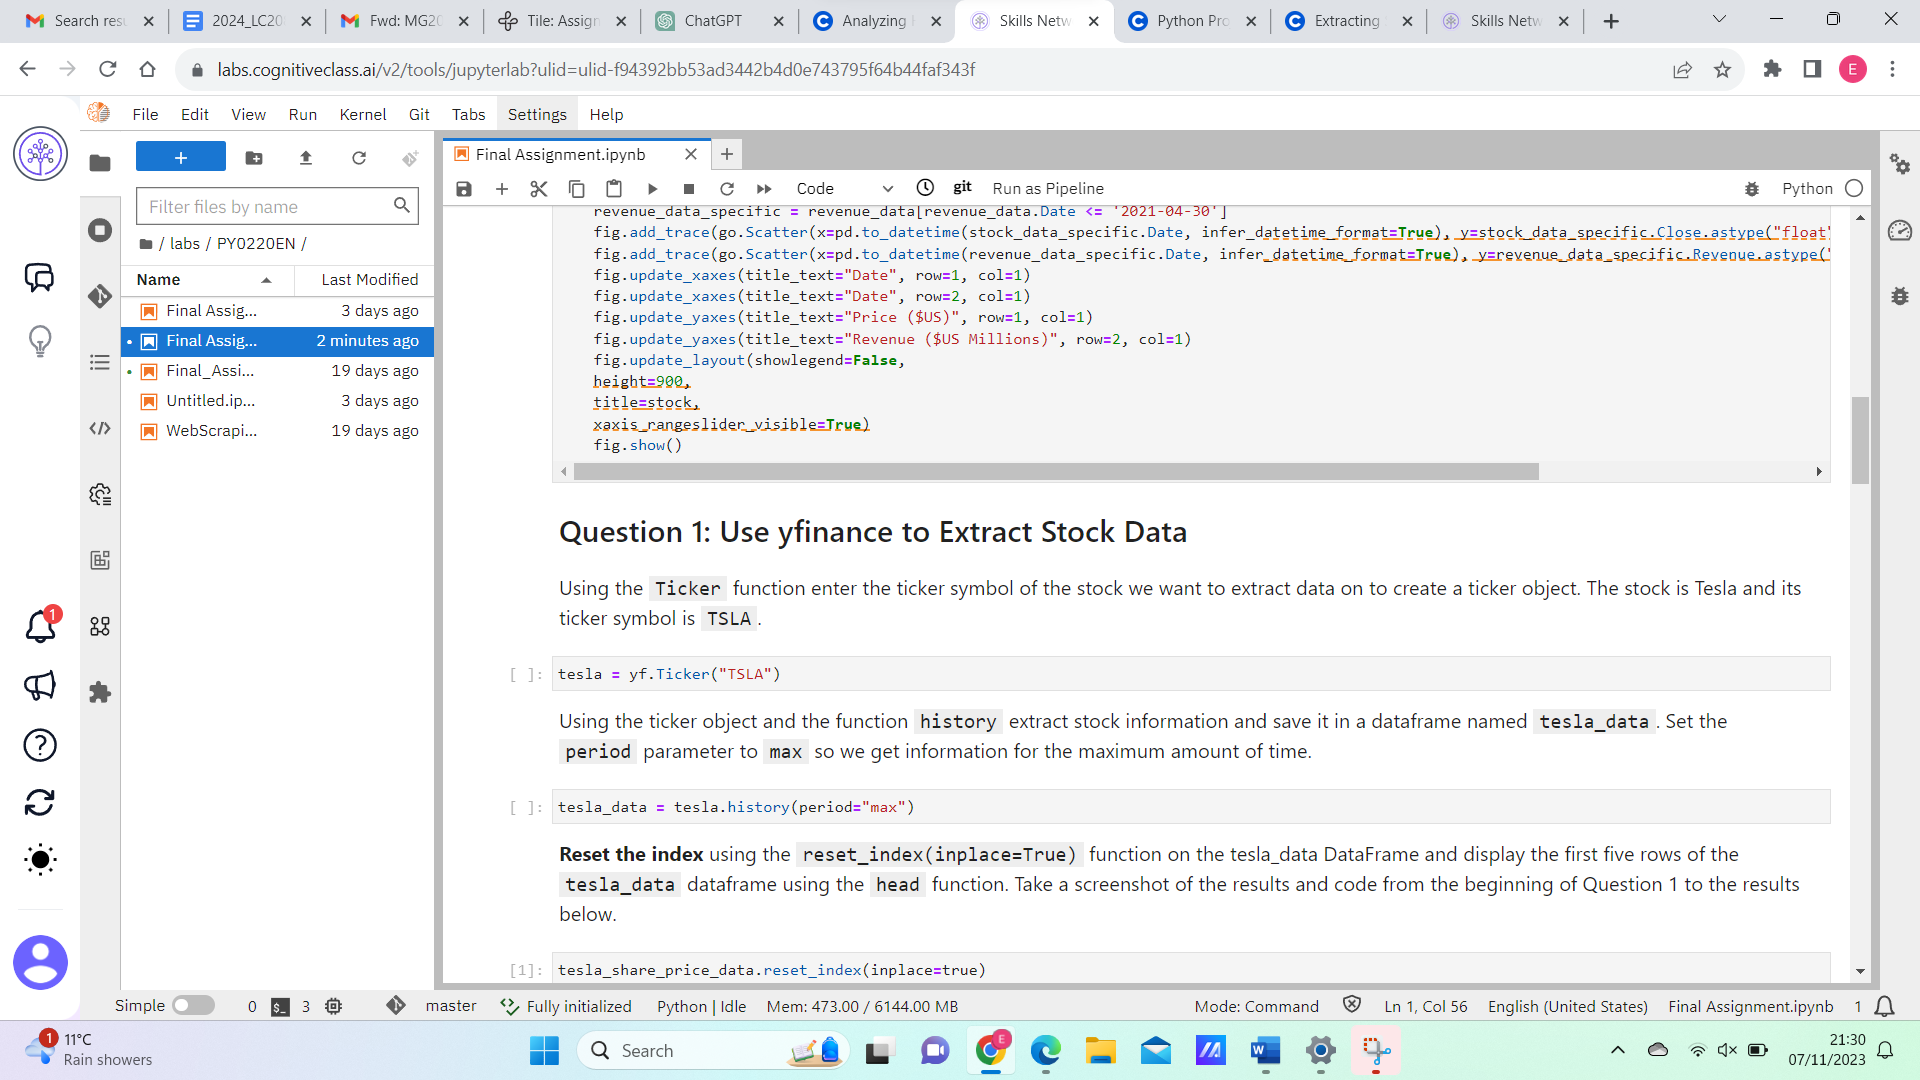 Search resu
2024_LC20
Fwd: MG20
Tile: Assign
ChatGPT
Analyzing
Skills Netw
Python Pro
Extracting
Skills Netw
labs.cognitiveclass.ai/v2/tools/jupyterlab?ulid=ulid-f94392bb53ad3442b4d0e743795f64b44faf343f
E
File Edit View Run Kernel Git Tabs Settings Help
Final Assignment.ipynb
Code
git
Run as Pipeline
Python
Filter files by name
/ labs / PY0220EN /
Name Last Modified
Final Assig... 3 days ago
Final Assig... 2 minutes ago
Final_Assi... 19 days ago
Untitled.ip... 3 days ago
WebScrapi... 19 days ago
revenue_data_specific = revenue_data[revenue_data.Date <= '2021-04-30']
fig.add_trace(go.Scatter(x=pd.to_datetime(stock_data_specific.Date, infer_datetime_format=True), y=stock_data_specific.Close.astype("float"
fig.add_trace(go.Scatter(x=pd.to_datetime(revenue_data_specific.Date, infer_datetime_format=True), y=revenue_data_specific.Revenue.astype("
fig.update_xaxes(title_text="Date", row=1, col=1)
fig.update_xaxes(title_text="Date", row=2, col=1)
fig.update_yaxes(title_text="Price ($US)", row=1, col=1)
fig.update_yaxes(title_text="Revenue ($US Millions)", row=2, col=1)
fig.update_layout(showlegend=False,
height=900,
title=stock,
xaxis_rangeslider_visible=True)
fig.show()
Question 1: Use yfinance to Extract Stock Data
Using the Ticker function enter the ticker symbol of the stock we want to extract data on to create a ticker object. The stock is Tesla and its
ticker symbol is TSLA.
[ ]: tesla = yf.Ticker("TSLA")
Using the ticker object and the function history extract stock information and save it in a dataframe named tesla_data. Set the
period parameter to max so we get information for the maximum amount of time.
[ ]: tesla_data = tesla.history(period="max")
Reset the index using the reset_index(inplace=True) function on the tesla_data DataFrame and display the first five rows of the
tesla_data dataframe using the head function. Take a screenshot of the results and code from the beginning of Question 1 to the results
below.
[1]: tesla_share_price_data.reset_index(inplace=true)
1
Simple 0 $_ 3 master Fully initialized Python | Idle Mem: 473.00 / 6144.00 MB Mode: Command Ln 1, Col 56 English (United States) Final Assignment.ipynb 1
1
11°C
Rain showers
Search
E
W
21:30
07/11/2023